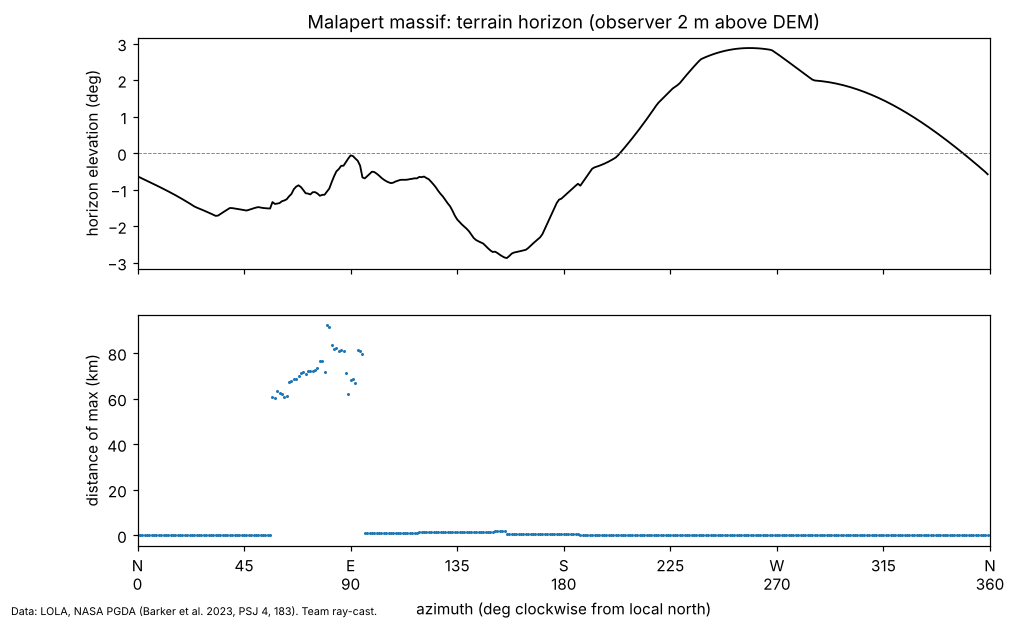 Malapert massif: terrain horizon (observer 2 m above DEM)
horizon elevation (deg)
3
2
1
0
−1
−2
−3
distance of max (km)
80
60
40
20
0
N 45 E 135 S 225 W 315 N
0 90 180 270 360
azimuth (deg clockwise from local north)
Data: LOLA, NASA PGDA (Barker et al. 2023, PSJ 4, 183). Team ray-cast.